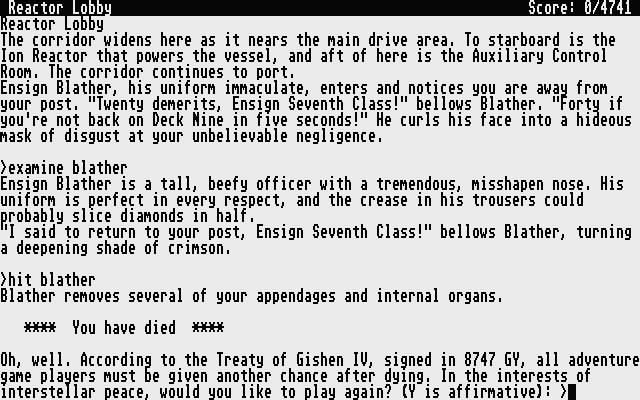 Reactor Lobby Score: 0/4741
Reactor Lobby
The corridor widens here as it nears the main drive area. To starboard is the
Ion Reactor that powers the vessel, and aft of here is the Auxiliary Control
Room. The corridor continues to port.
Ensign Blather, his uniform immaculate, enters and notices you are away from
your post. "Twenty demerits, Ensign Seventh Class!" bellows Blather. "Forty if
you're not back on Deck Nine in five seconds!" He curls his face into a hideous
mask of disgust at your unbelievable negligence.
>examine blather
Ensign Blather is a tall, beefy officer with a tremendous, misshapen nose. His
uniform is perfect in every respect, and the crease in his trousers could
probably slice diamonds in half.
"I said to return to your post, Ensign Seventh Class!" bellows Blather, turning
a deepening shade of crimson.
>hit blather
Blather removes several of your appendages and internal organs.
**** You have died ****
Oh, well. According to the Treaty of Gishen IV, signed in 8747 GY, all adventure
game players must be given another chance after dying. In the interests of
interstellar peace, would you like to play again? (Y is affirmative): >